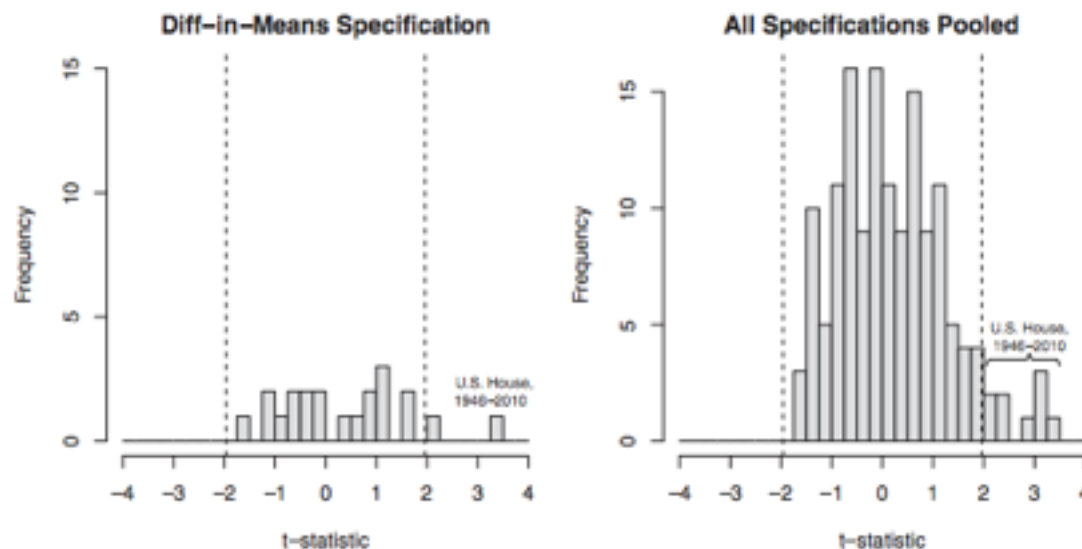 Diff-in-Means Specification
15
10
5
0
Frequency
U.S. House,
1946-2010
-4 -3 -2 -1 0 1 2 3 4
t-statistic
All Specifications Pooled
15
10
5
0
Frequency
U.S. House,
1946-2010
-4 -3 -2 -1 0 1 2 3 4
t-statistic